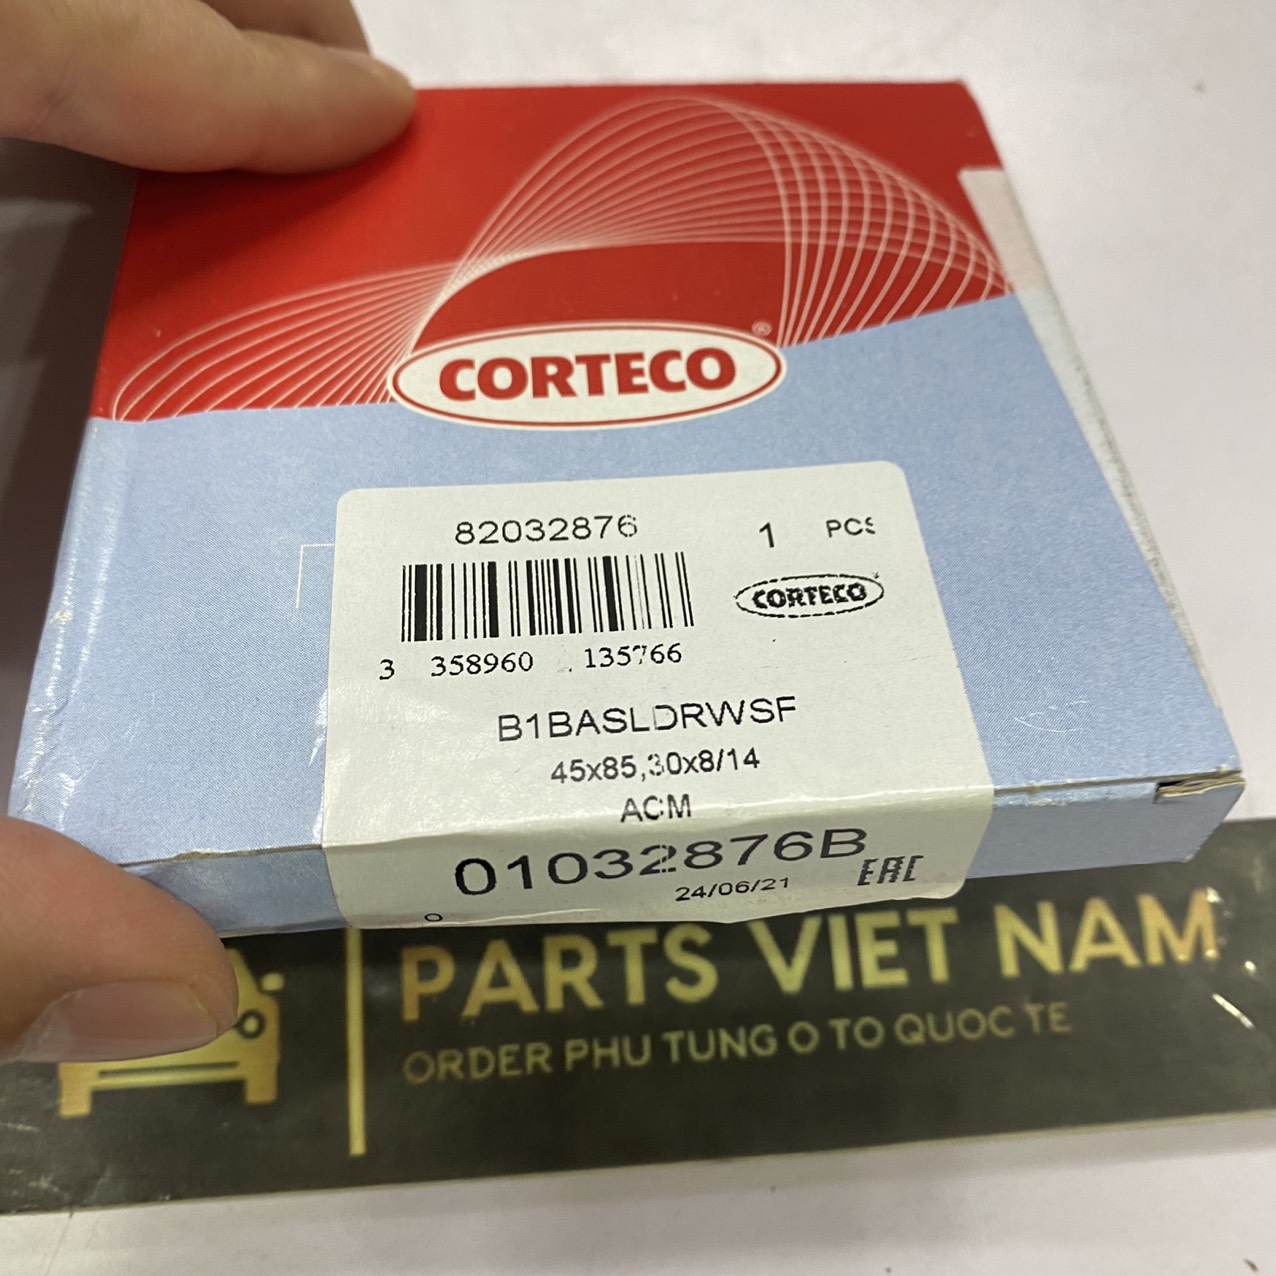 CORTECO®
82032876
1 PCS
CORTECO
3 358960 135766
B1BASLDRWSF
45x85,30x8/14
ACM
01032876B
24/06/21
EAC
0
PARTS VIET NAM
ORDER PHU TUNG O TO QUOC TE